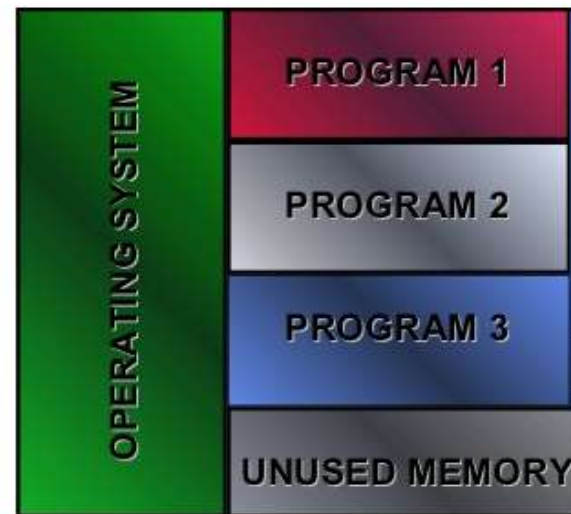 OPERATING SYSTEM
PROGRAM 1
PROGRAM 2
PROGRAM 3
UNUSED MEMORY